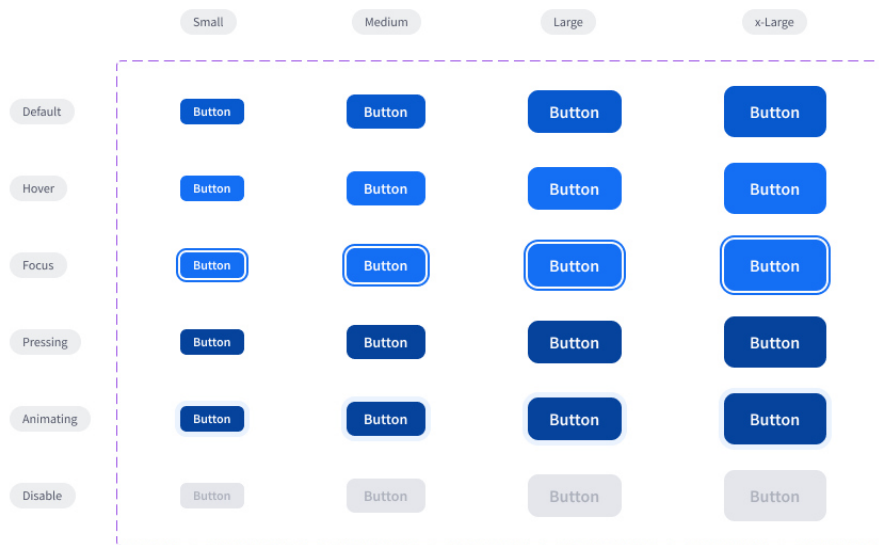 Small Medium Large x-Large
Default Button Button Button Button
Hover Button Button Button Button
Focus Button Button Button Button
Pressing Button Button Button Button
Animating Button Button Button Button
Disable Button Button Button Button